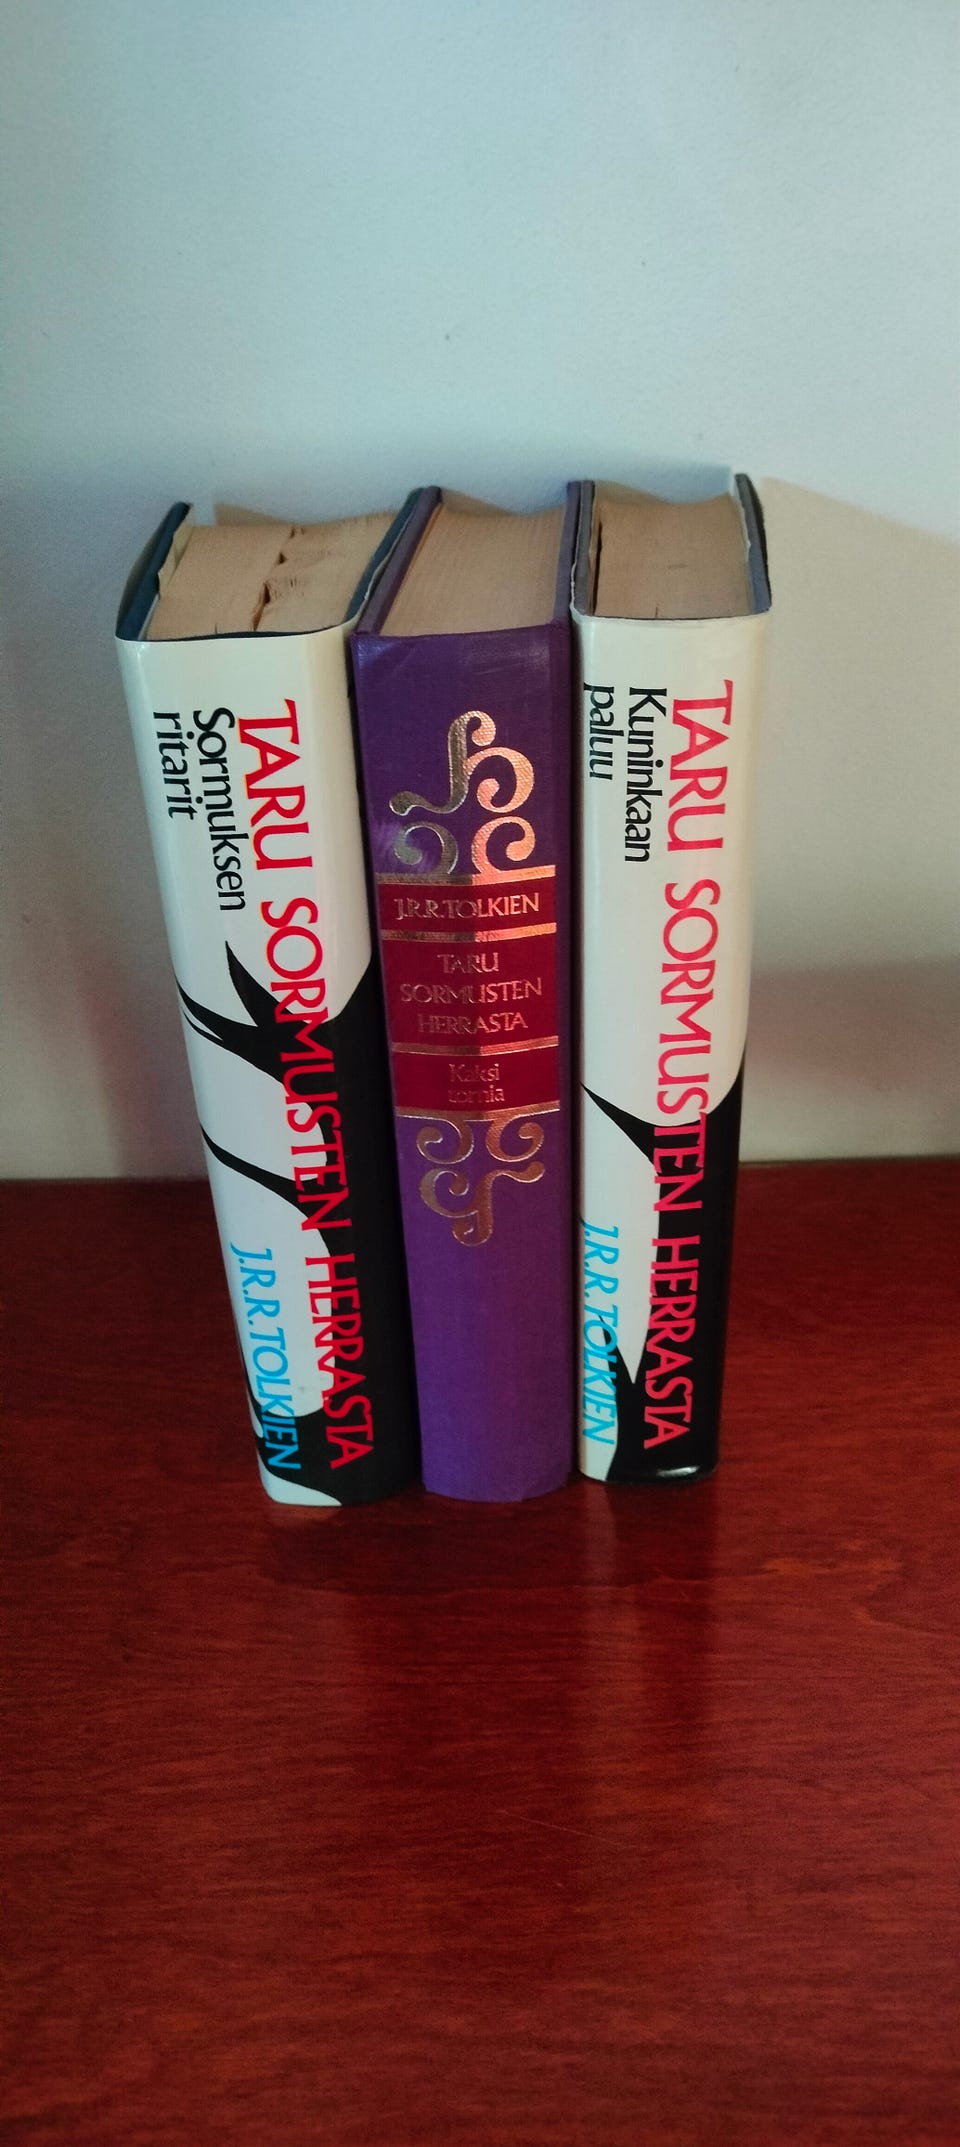 TARU SORMUSTEN HERRASTA
Sormuksen
ritarit
J.R.R.TOLKIEN
J.R.R.TOLKIEN
TARU
SORMUSTEN
HERRASTA
Kaksi
tornia
TARU SORMUSTEN HERRASTA
Kuninkaan
paluu
J.R.R.TOLKIEN